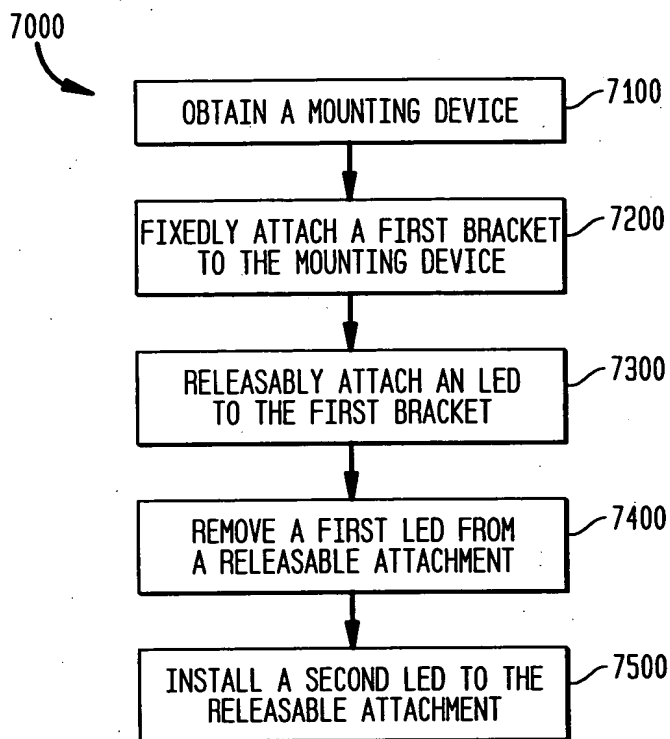 7000
OBTAIN A MOUNTING DEVICE
7100
FIXEDLY ATTACH A FIRST BRACKET
TO THE MOUNTING DEVICE
7200
RELEASABLY ATTACH AN LED
TO THE FIRST BRACKET
7300
REMOVE A FIRST LED FROM
A RELEASABLE ATTACHMENT
7400
INSTALL A SECOND LED TO THE
RELEASABLE ATTACHMENT
7500